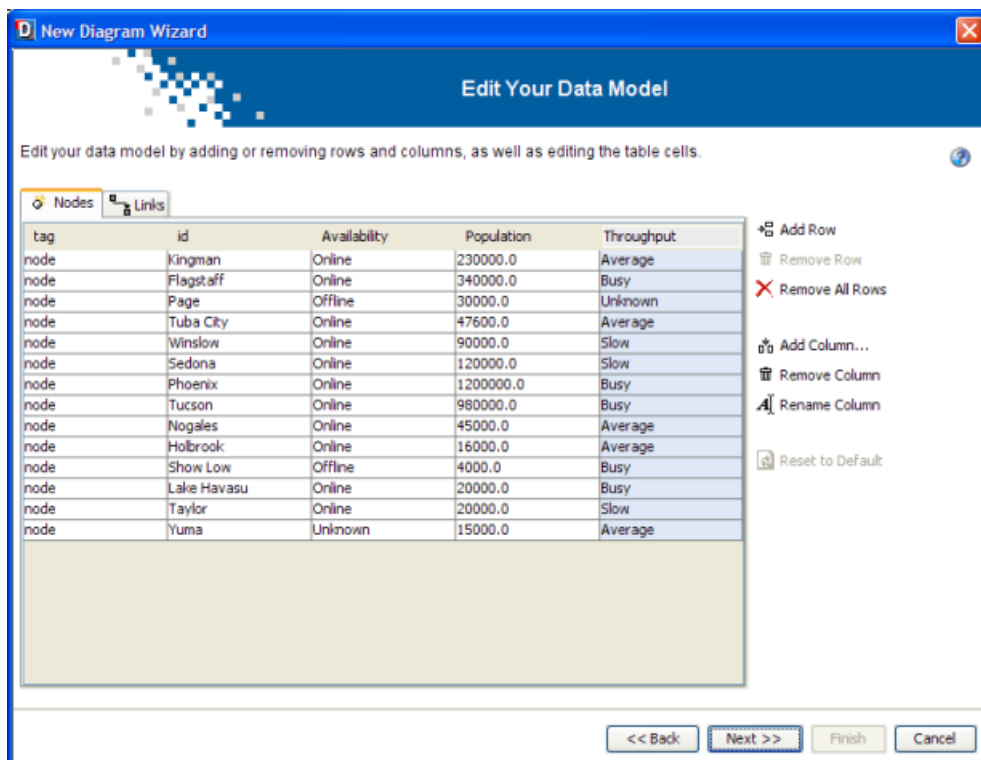 New Diagram Wizard
Edit Your Data Model
Edit your data model by adding or removing rows and columns, as well as editing the table cells.
Nodes Links
tag id Availability Population Throughput
node Kingman Online 230000.0 Average
node Flagstaff Online 340000.0 Busy
node Page Offline 30000.0 Unknown
node Tuba City Online 47600.0 Average
node Winslow Online 90000.0 Slow
node Sedona Online 120000.0 Slow
node Phoenix Online 1200000.0 Busy
node Tucson Online 980000.0 Busy
node Nogales Online 45000.0 Average
node Holbrook Online 16000.0 Average
node Show Low Offline 4000.0 Busy
node Lake Havasu Online 20000.0 Busy
node Taylor Online 20000.0 Slow
node Yuma Unknown 15000.0 Average
Add Row
Remove Row
Remove All Rows
Add Column...
Remove Column
Rename Column
Reset to Default
<< Back Next >> Finish Cancel